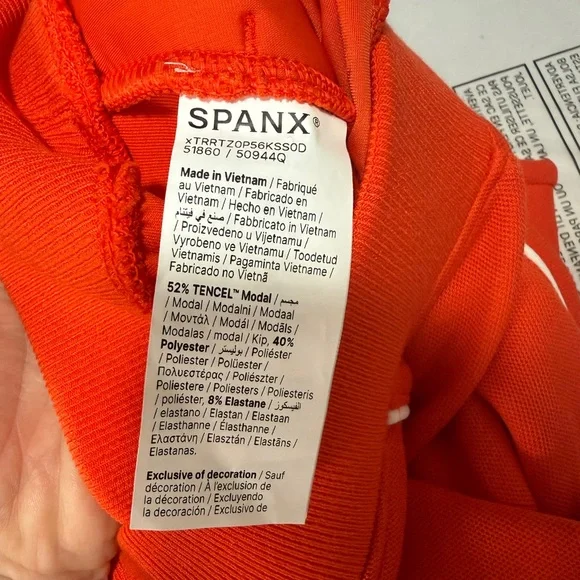 SPANX®
xTRRTZ0P56KSS0D
51860 / 50944Q
Made in Vietnam / Fabriqué
au Vietnam / Fabricado en
Vietnam / Hecho en Vietnam /
صنع في فيتنام / Fabbricato in Vietnam
/ Proizvedeno u Vijetnamu /
Vyrobeno ve Vietnamu / Toodetud
Vietnamis / Pagaminta Vietname /
Fabricado no Vietnã
52% TENCEL™ Modal / مجسم /
/ Modal / Modalni / Modaal
/ Μοντάλ / Modál / Modāls /
Modalas / modal / Kip, 40%
Polyester / بوليستر / Poliéster
/ Poliester / Polüester /
Πολυεστέρας / Poliészter /
Poliestere / Poliesters / Poliesteris
/ poliéster, 8% Elastane / الفيسكوز /
/ elastano / Elastan / Elastaan
/ Elasthanne / Élasthanne /
Ελαστάνη / Elasztán / Elastāns /
Elastanas.
Exclusive of decoration / Sauf
décoration / À l'exclusion de
la décoration / Excluyendo
la decoración / Exclusivo de